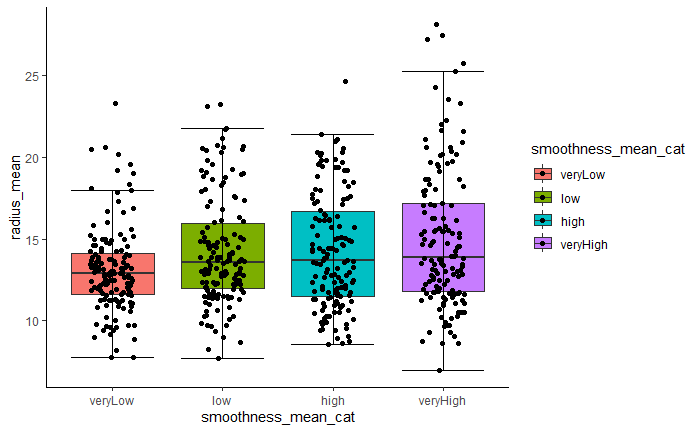 radius_mean
25
20
15
10
veryLow
low
high
veryHigh
smoothness_mean_cat
smoothness_mean_cat
veryLow
low
high
veryHigh